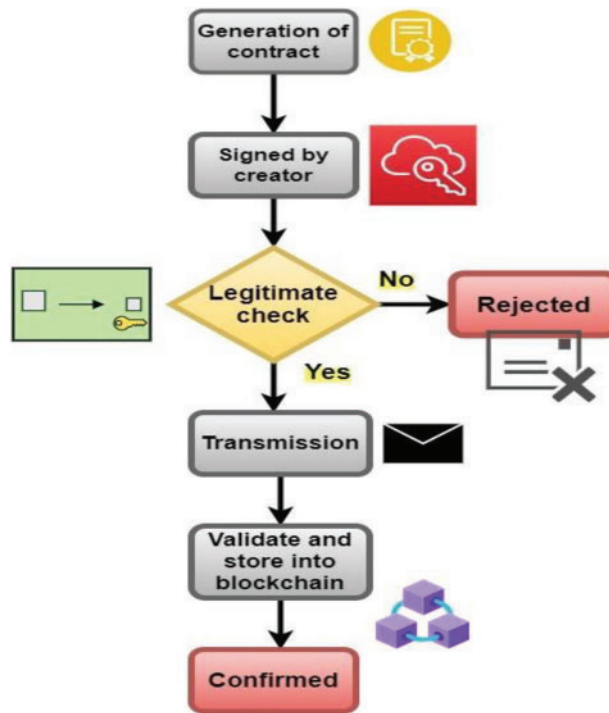 Generation of
contract
Signed by
creator
Legitimate
check
No
Rejected
Yes
Transmission
Validate and
store into
blockchain
Confirmed